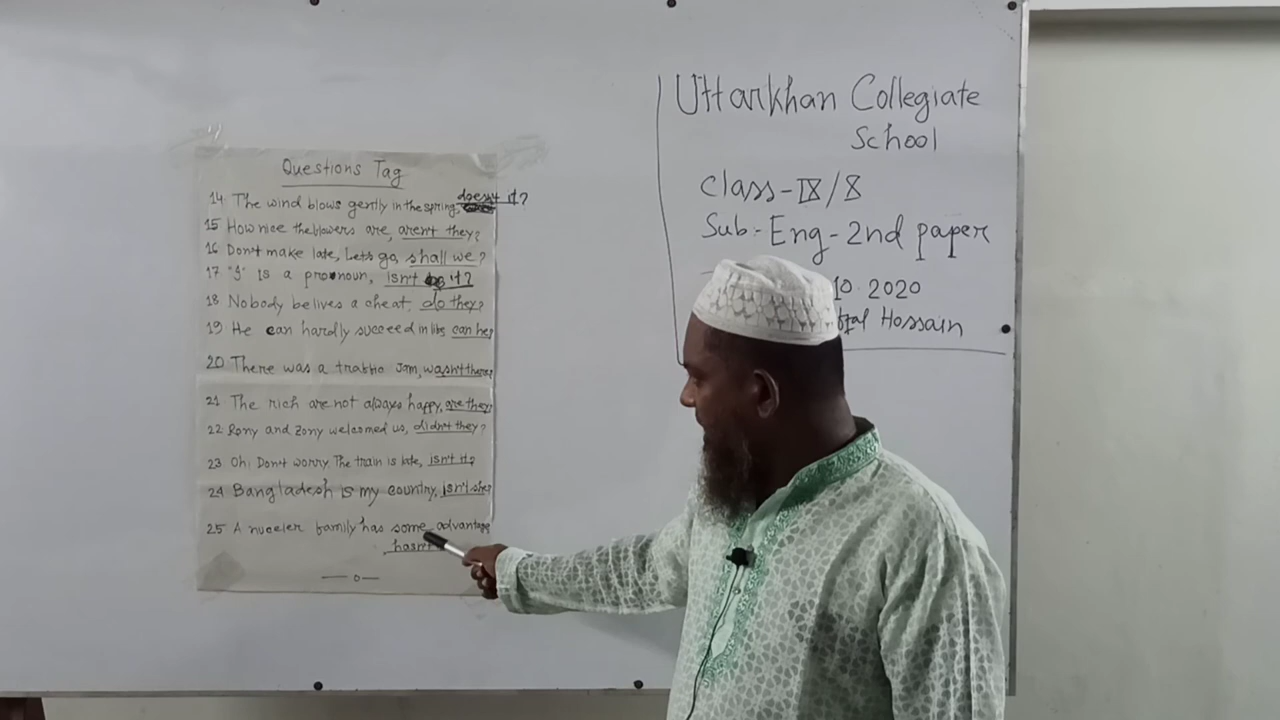 Questions Tag
14 The wind blows gently in the spring, doesn't it?
15 How nice the flowers are, aren't they?
16 Don't make late, Let's go, shall we?
17 "I" is a pronoun, isn't it?
18 Nobody belives a cheat, do they?
19 He can hardly succeed in life, can he?
20 There was a traffic Jam, wasn't there?
21 The rich are not always happy, are they?
22 Rony and Zony welcomed us, didn't they?
23 Oh! Don't worry. The train is late, isn't it?
24 Bangladesh is my country, isn't she?
25 A nuceler family has some advantage
hasn't
Uttarkhan Collegiate
School
Class-IX/X
Sub:- Eng-2nd paper
10.2020
Hossain